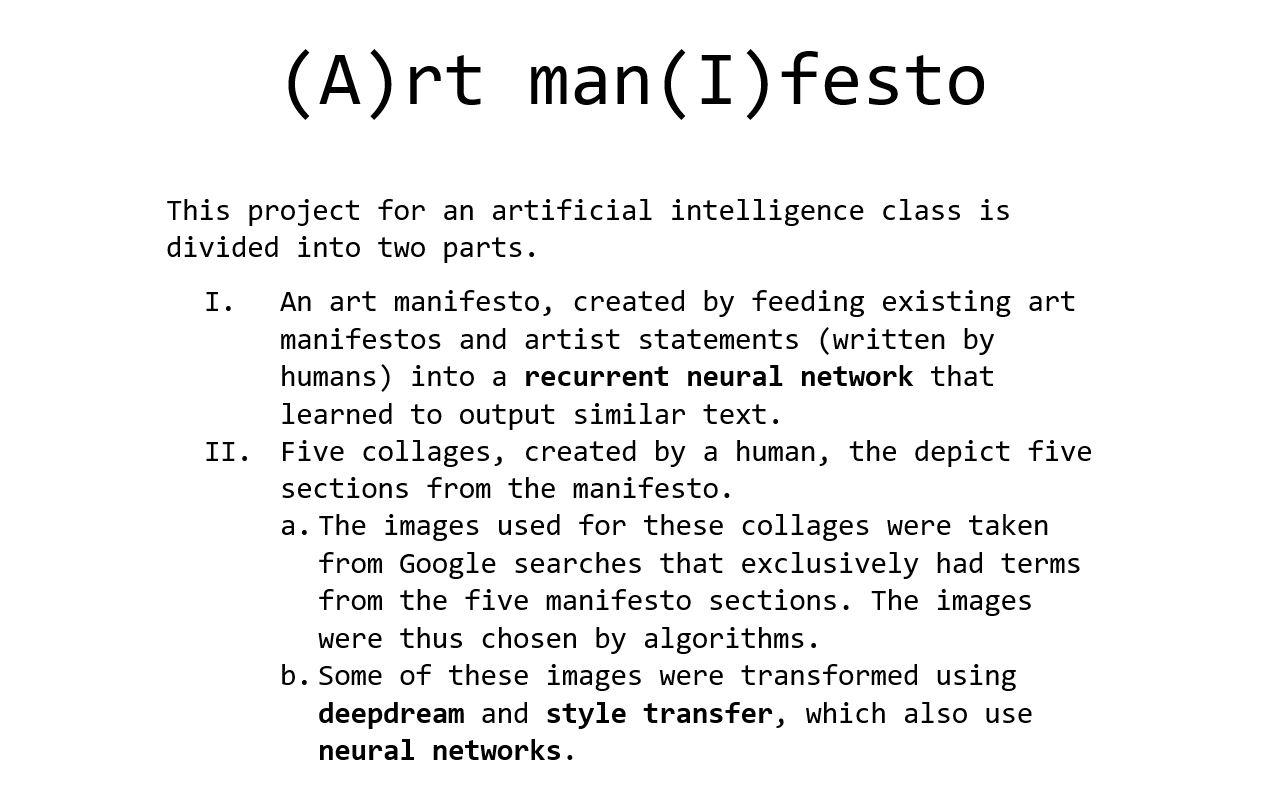 (A)rt man(I)festo
This project for an artificial intelligence class is
divided into two parts.
I. An art manifesto, created by feeding existing art
manifestos and artist statements (written by
humans) into a recurrent neural network that
learned to output similar text.
II. Five collages, created by a human, the depict five
sections from the manifesto.
a. The images used for these collages were taken
from Google searches that exclusively had terms
from the five manifesto sections. The images
were thus chosen by algorithms.
b. Some of these images were transformed using
deepdream and style transfer, which also use
neural networks.